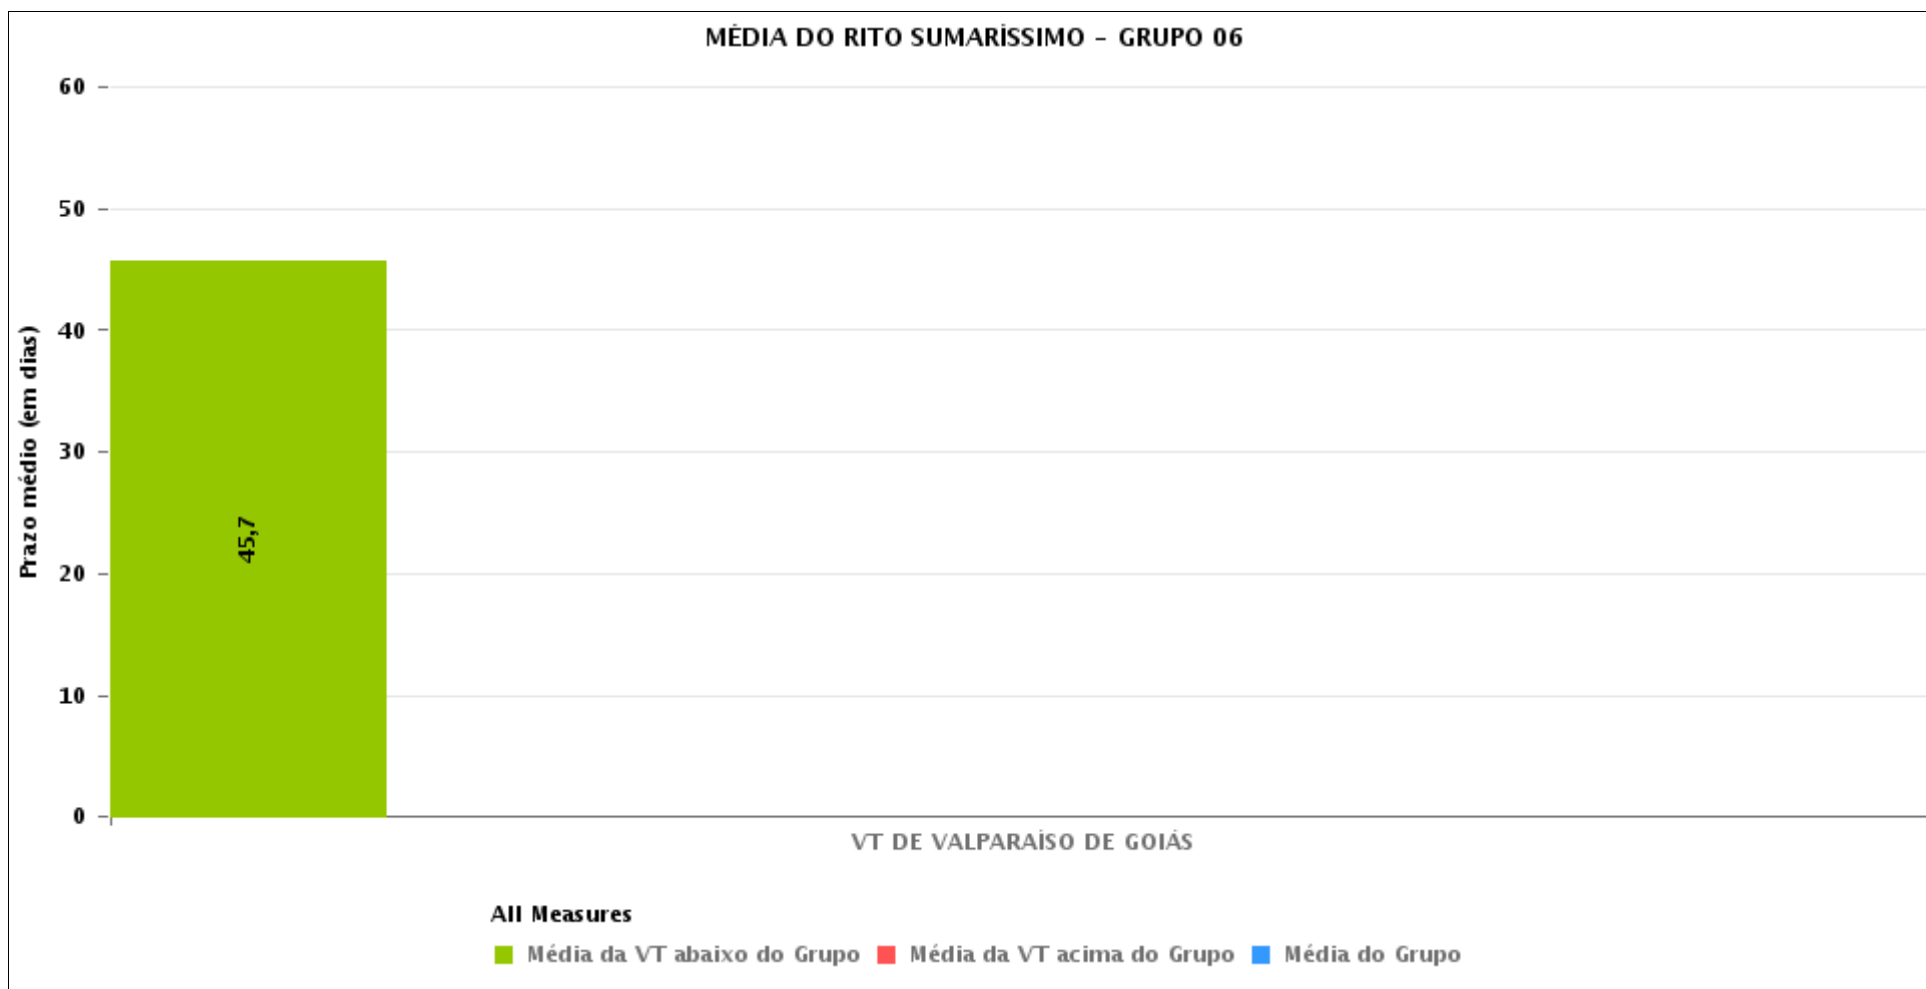 MÉDIA DO RITO SUMARÍSSIMO - GRUPO 06
60
50
40
30
20
10
0
Prazo médio (em dias)
45,7
VT DE VALPARAÍSO DE GOIÁS
All Measures
Média da VT abaixo do Grupo Média da VT acima do Grupo Média do Grupo